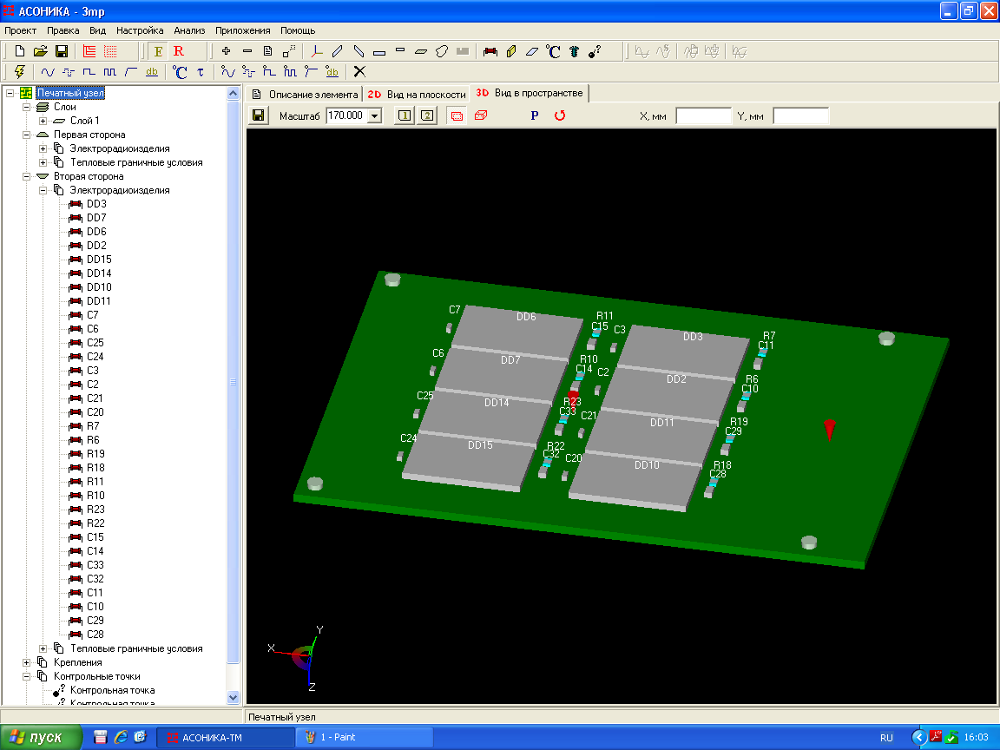 АСОНИКА - 3mp
Проект Правка Вид Настройка Анализ Приложения Помощь
E R °C
db °C τ db
Печатный узел
Слои
Слой 1
Первая сторона
Электрорадиоизделия
Тепловые граничные условия
Вторая сторона
Электрорадиоизделия
DD3
DD7
DD6
DD2
DD15
DD14
DD10
DD11
C7
C6
C25
C24
C3
C2
C21
C20
R7
R6
R19
R18
R11
R10
R23
R22
C15
C14
C33
C32
C11
C10
C29
C28
Тепловые граничные условия
Крепления
Контрольные точки
Контрольная точка
Контрольная точка
Описание элемента 2D Вид на плоскости 3D Вид в пространстве
Масштаб 170.000 1 2 P X, мм Y, мм
C7 DD6 R11 C15 C3 DD3 R7 C11
C6 DD7 R10 C14 C2 DD2 R6 C10
C25 DD14 R23 C33 C21 DD11 R19 C29
C24 DD15 R22 C32 C20 DD10 R18 C28
Y
X
Z
Печатный узел
пуск АСОНИКА-ТМ 1 - Paint RU 16:03